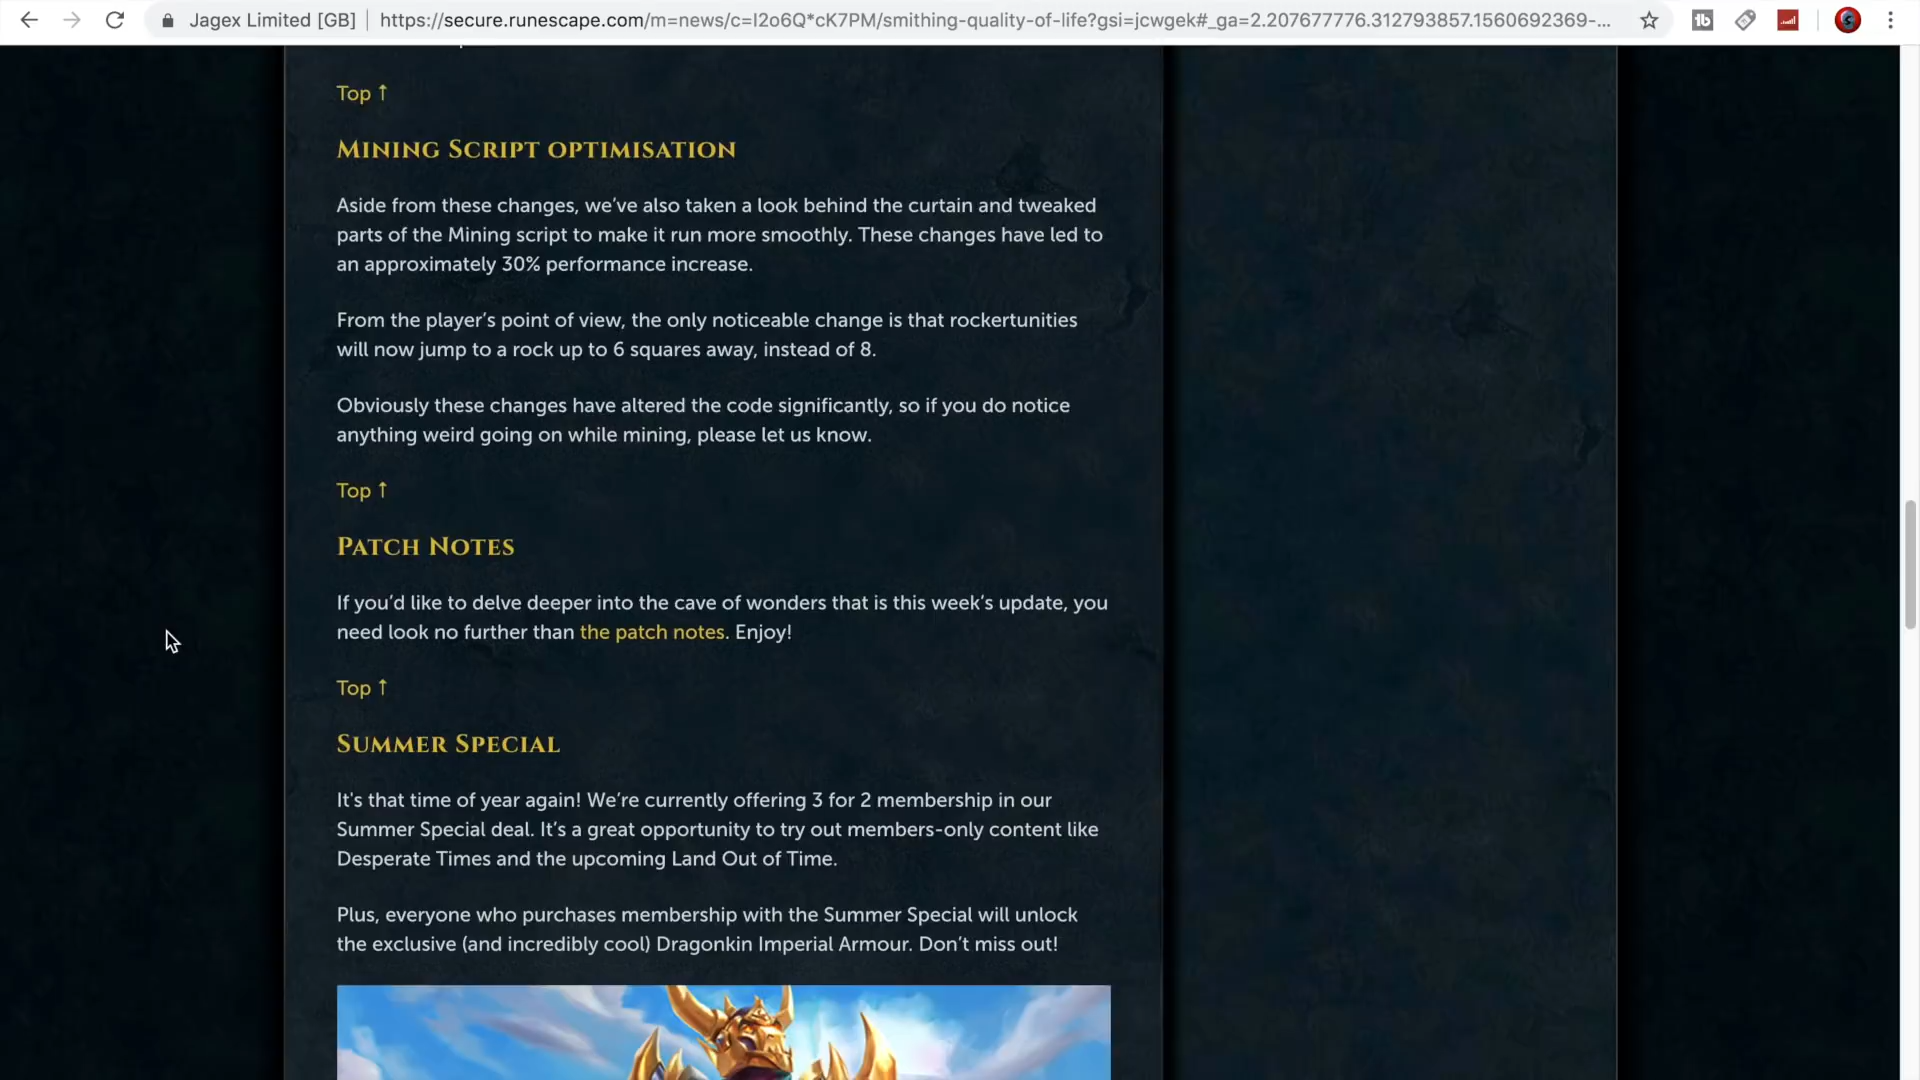 Jagex Limited [GB] | https://secure.runescape.com/m=news/c=I2o6Q*cK7PM/smithing-quality-of-life?gsi=jcwgek#_ga=2.207677776.312793857.1560692369-...
Top ↑
MINING SCRIPT OPTIMISATION
Aside from these changes, we've also taken a look behind the curtain and tweaked
parts of the Mining script to make it run more smoothly. These changes have led to
an approximately 30% performance increase.
From the player's point of view, the only noticeable change is that rockertunities
will now jump to a rock up to 6 squares away, instead of 8.
Obviously these changes have altered the code significantly, so if you do notice
anything weird going on while mining, please let us know.
Top ↑
PATCH NOTES
If you'd like to delve deeper into the cave of wonders that is this week's update, you
need look no further than the patch notes. Enjoy!
Top ↑
SUMMER SPECIAL
It's that time of year again! We're currently offering 3 for 2 membership in our
Summer Special deal. It's a great opportunity to try out members-only content like
Desperate Times and the upcoming Land Out of Time.
Plus, everyone who purchases membership with the Summer Special will unlock
the exclusive (and incredibly cool) Dragonkin Imperial Armour. Don't miss out!